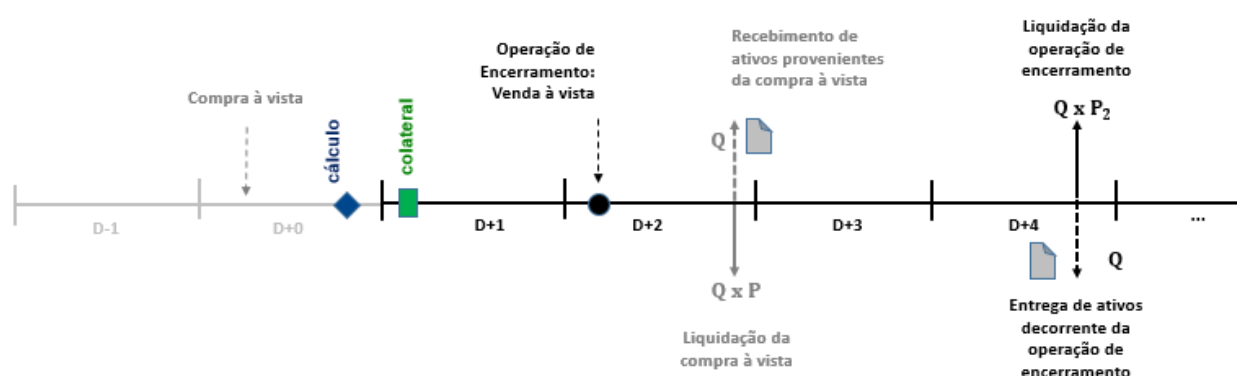 Compra à vista
cálculo
colateral
Operação de
Encerramento:
Venda à vista
Recebimento de
ativos provenientes
da compra à vista
Q
Liquidação da
operação de
encerramento
Q x P₂
D-1
D+0
D+1
D+2
D+3
D+4
...
Q x P
Liquidação da
compra à vista
Q
Entrega de ativos
decorrente da
operação de
encerramento